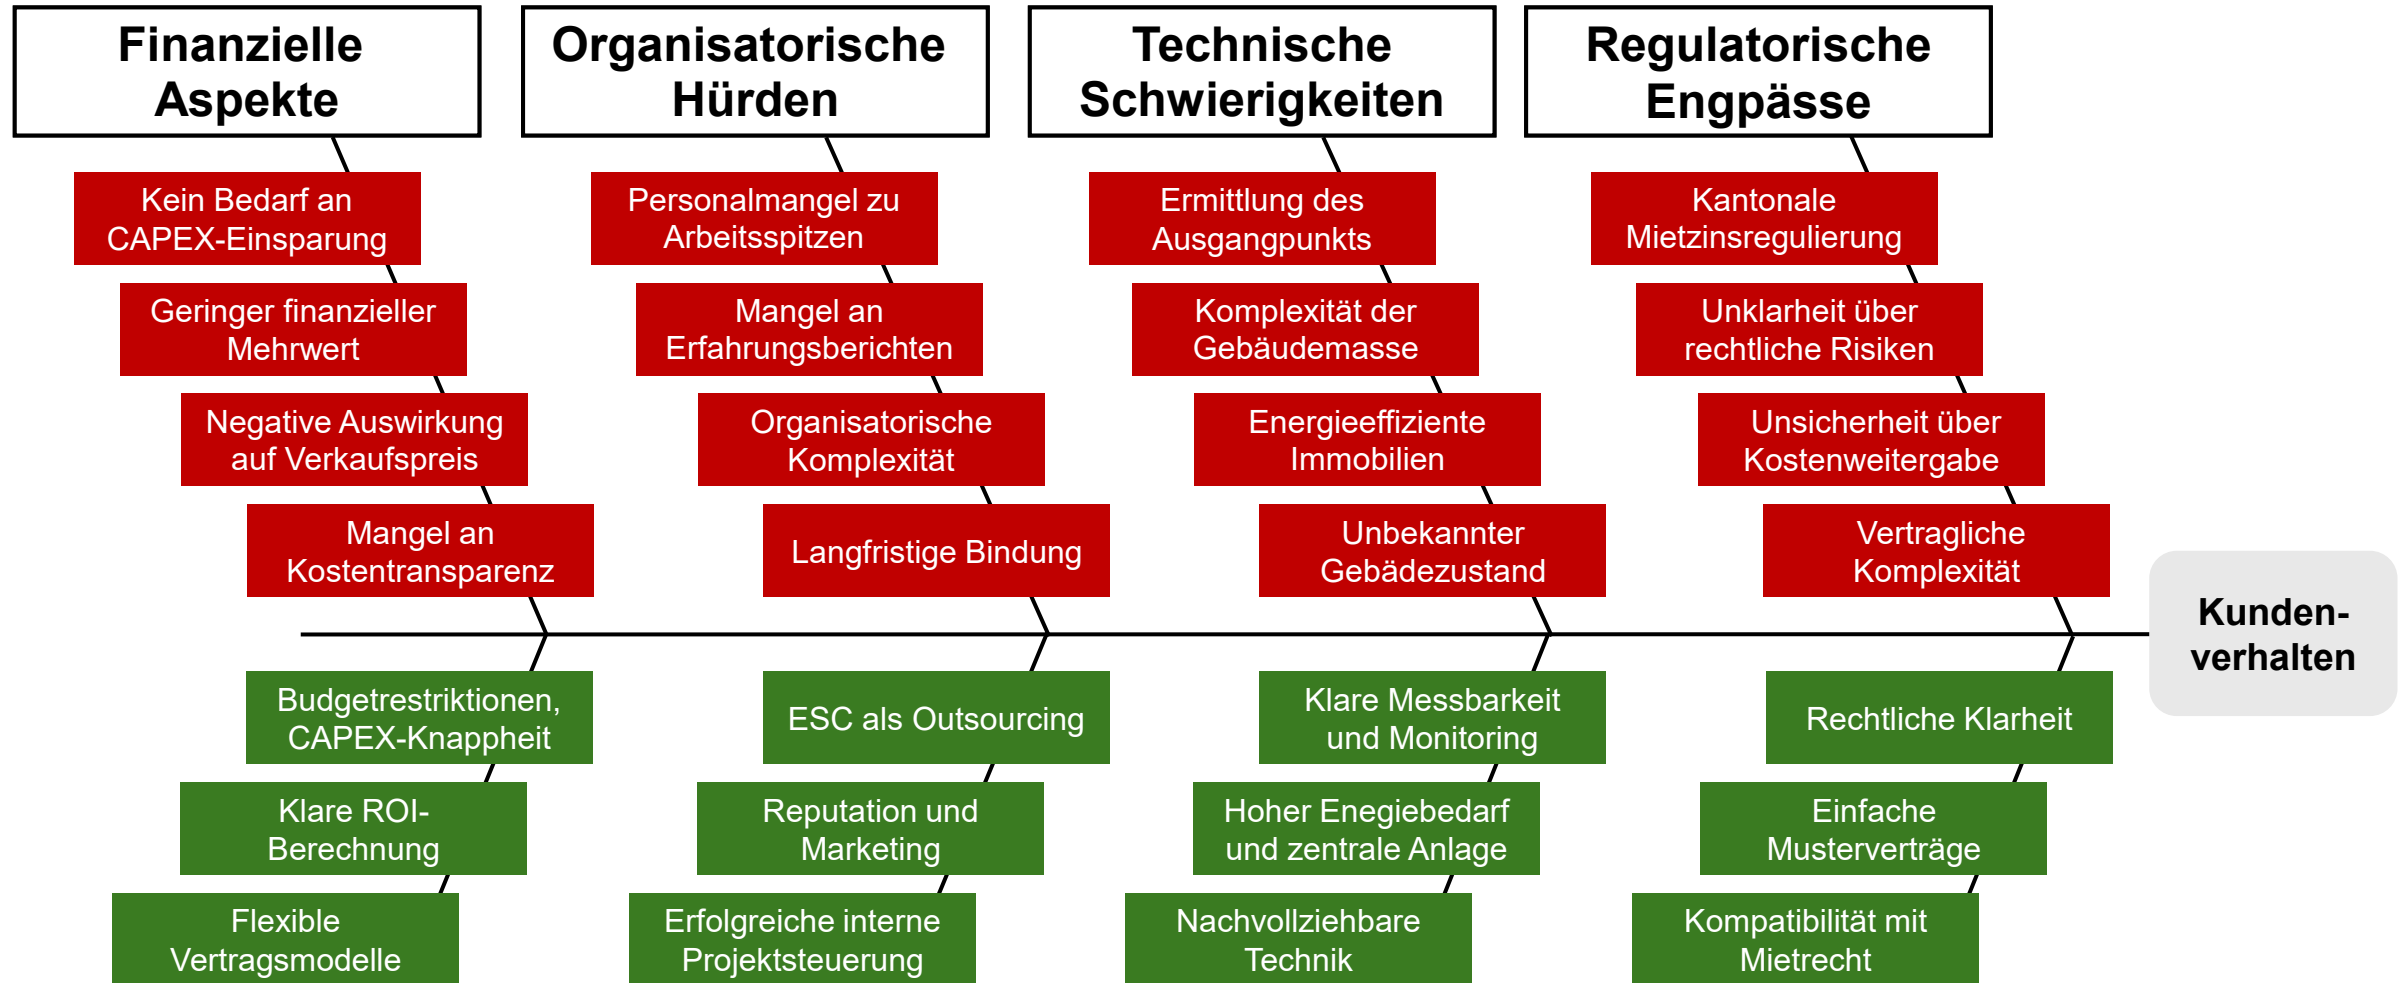 Finanzielle
Aspekte
Organisatorische
Hürden
Technische
Schwierigkeiten
Regulatorische
Engpässe
Kein Bedarf an
CAPEX-Einsparung
Geringer finanzieller
Mehrwert
Negative Auswirkung
auf Verkaufspreis
Mangel an
Kostentransparenz
Personalmangel zu
Arbeitsspitzen
Mangel an
Erfahrungsberichten
Organisatorische
Komplexität
Langfristige Bindung
Ermittlung des
Ausgangpunkts
Komplexität der
Gebäudemasse
Energieeffiziente
Immobilien
Unbekannter
Gebädezustand
Kantonale
Mietzinsregulierung
Unklarheit über
rechtliche Risiken
Unsicherheit über
Kostenweitergabe
Vertragliche
Komplexität
Kunden-
verhalten
Budgetrestriktionen,
CAPEX-Knappheit
Klare ROI-
Berechnung
Flexible
Vertragsmodelle
ESC als Outsourcing
Reputation und
Marketing
Erfolgreiche interne
Projektsteuerung
Klare Messbarkeit
und Monitoring
Hoher Enegiebedarf
und zentrale Anlage
Nachvollziehbare
Technik
Rechtliche Klarheit
Einfache
Musterverträge
Kompatibilität mit
Mietrecht